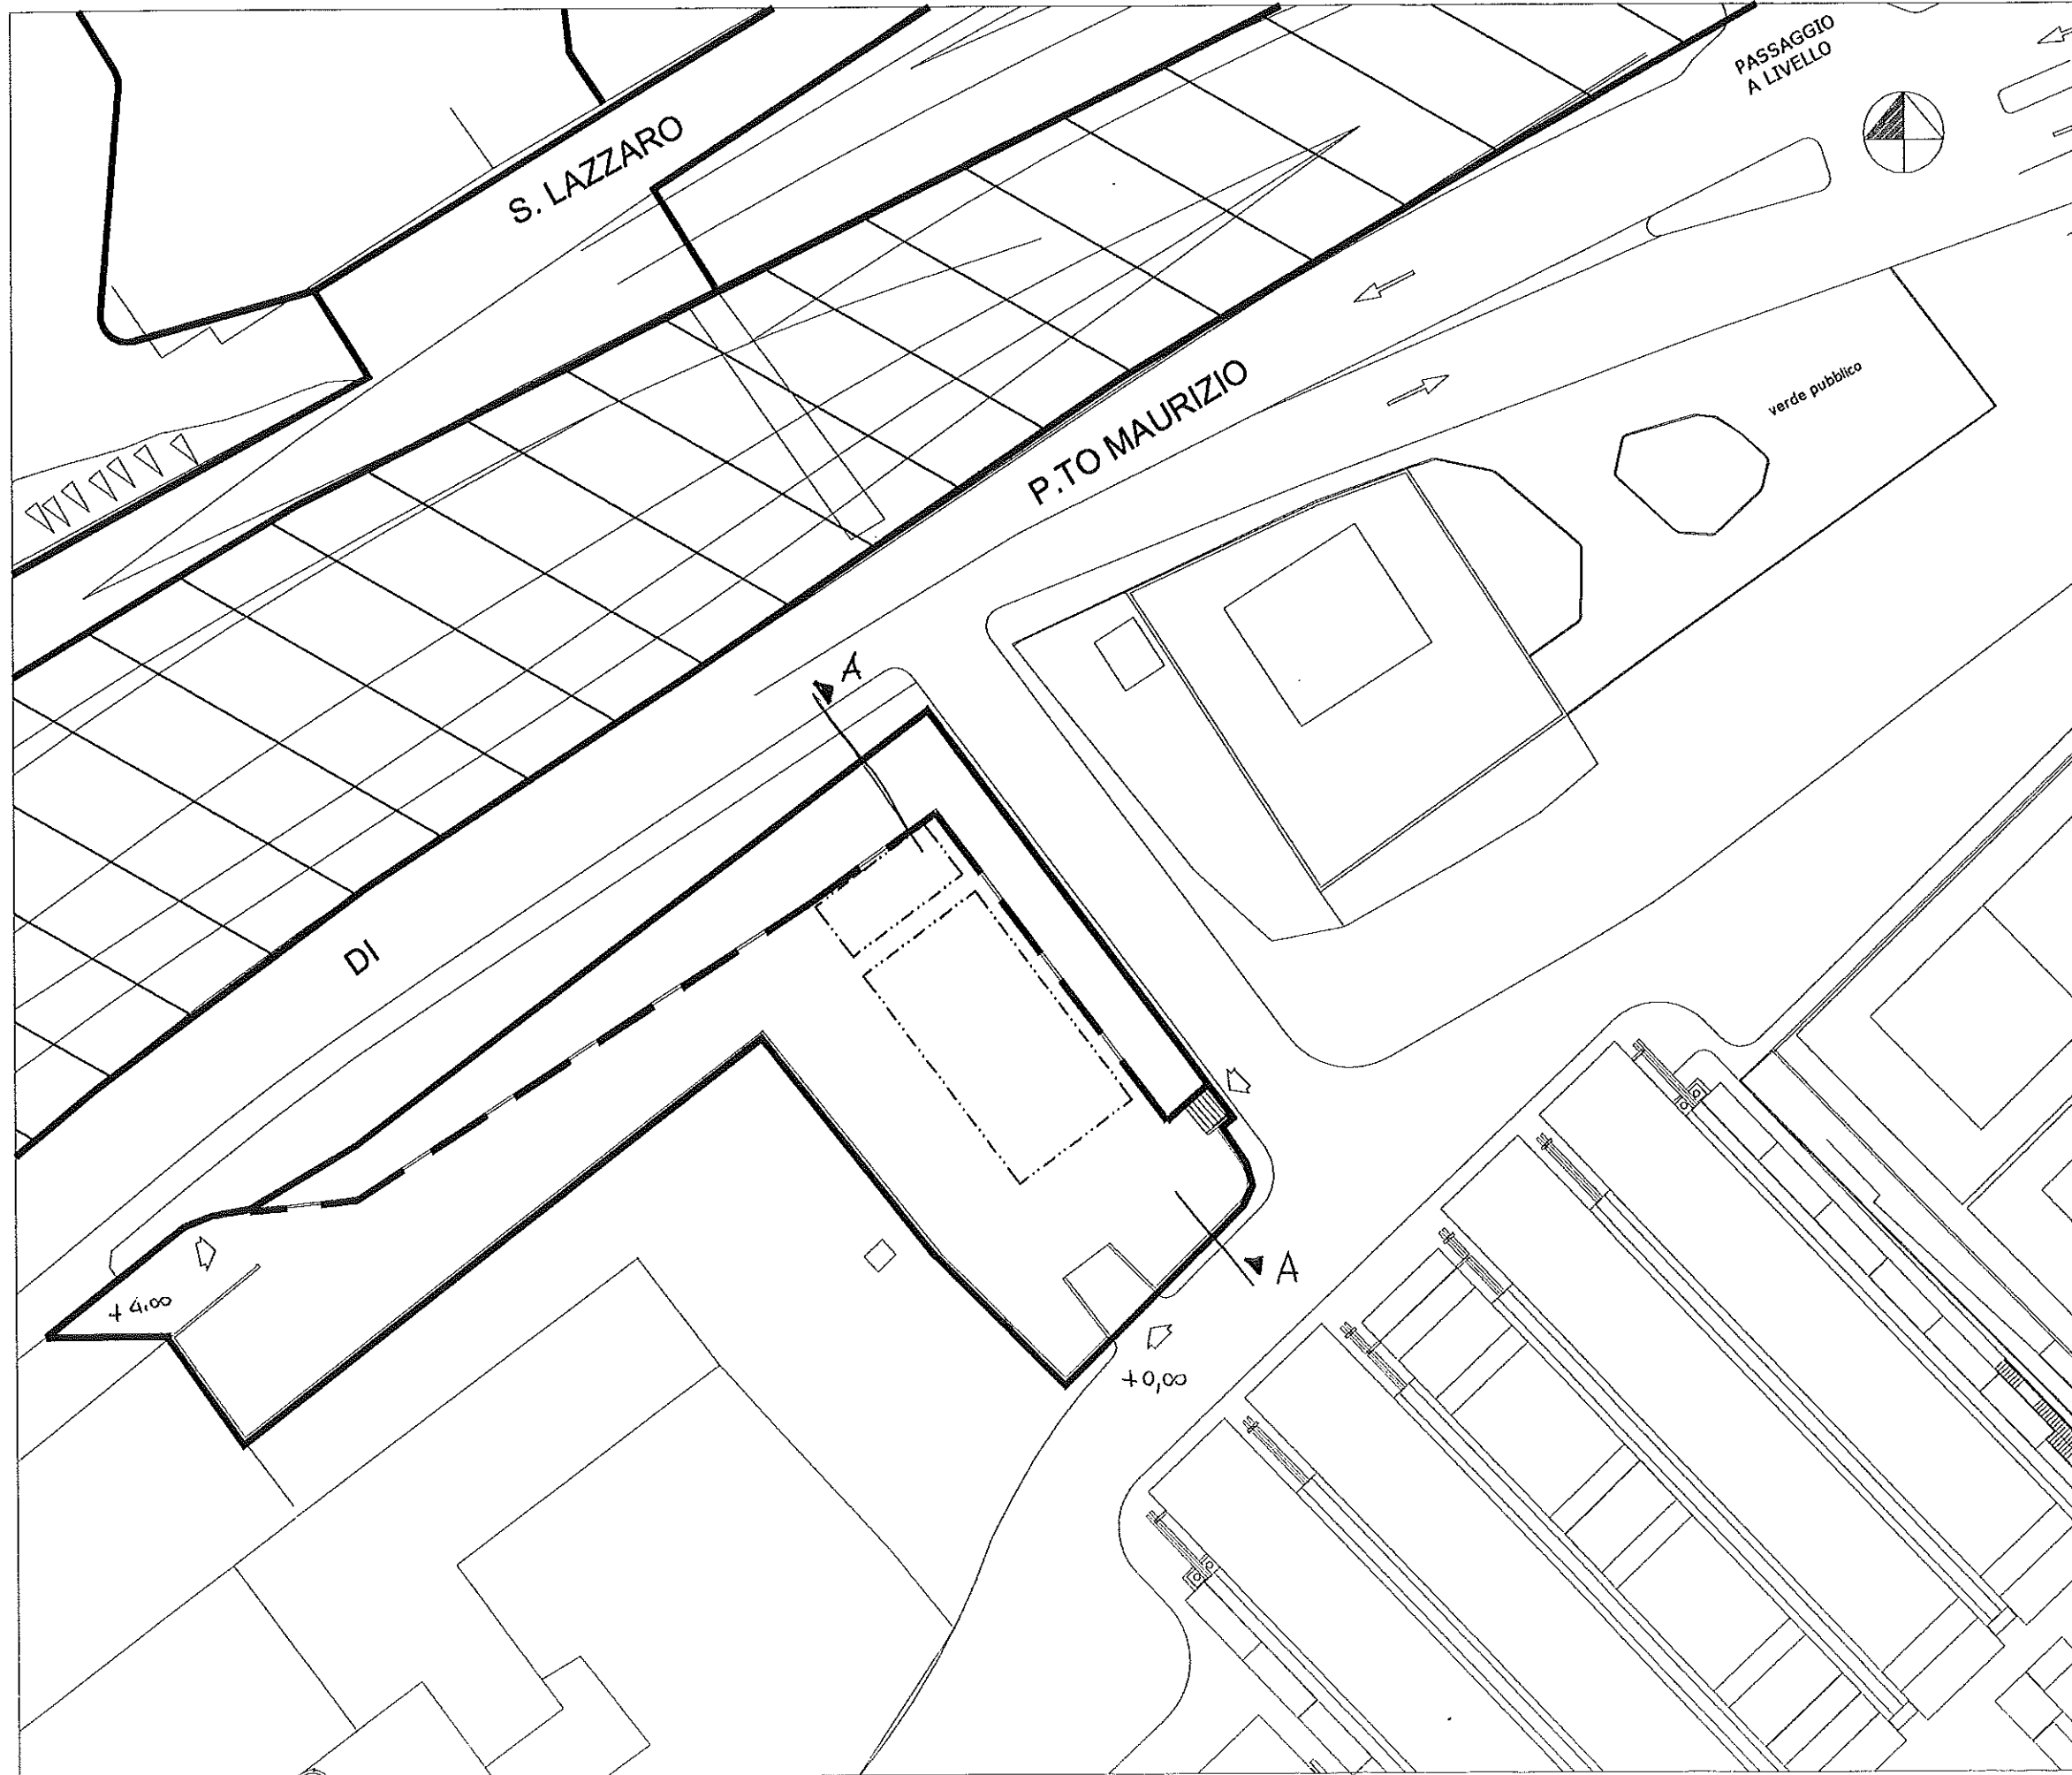 PASSAGGIO
A LIVELLO
S. LAZZARO
P.TO MAURIZIO
verde pubblico
A
DI
A
+4.00
+0,00